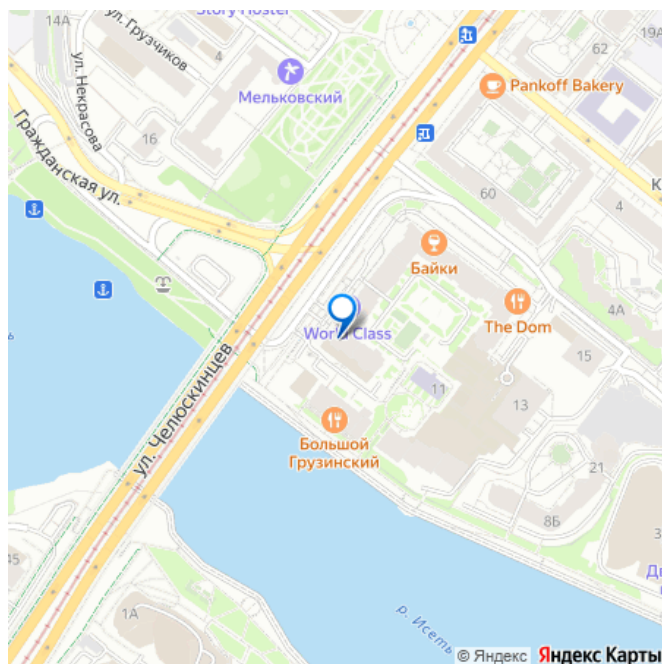 Story Hostel
14А
ул. Грузчиков
4
62
19А
Pankoff Bakery
ул. Некрасова
Мельковский
16
Гражданская ул.
60
4
Байки
The Dom
4А
World Class
15
11
13
ул. Челюскинцев
Большой
Грузинский
21
8Б
45
1А
р. Исеть
© Яндекс Яндекс Карты